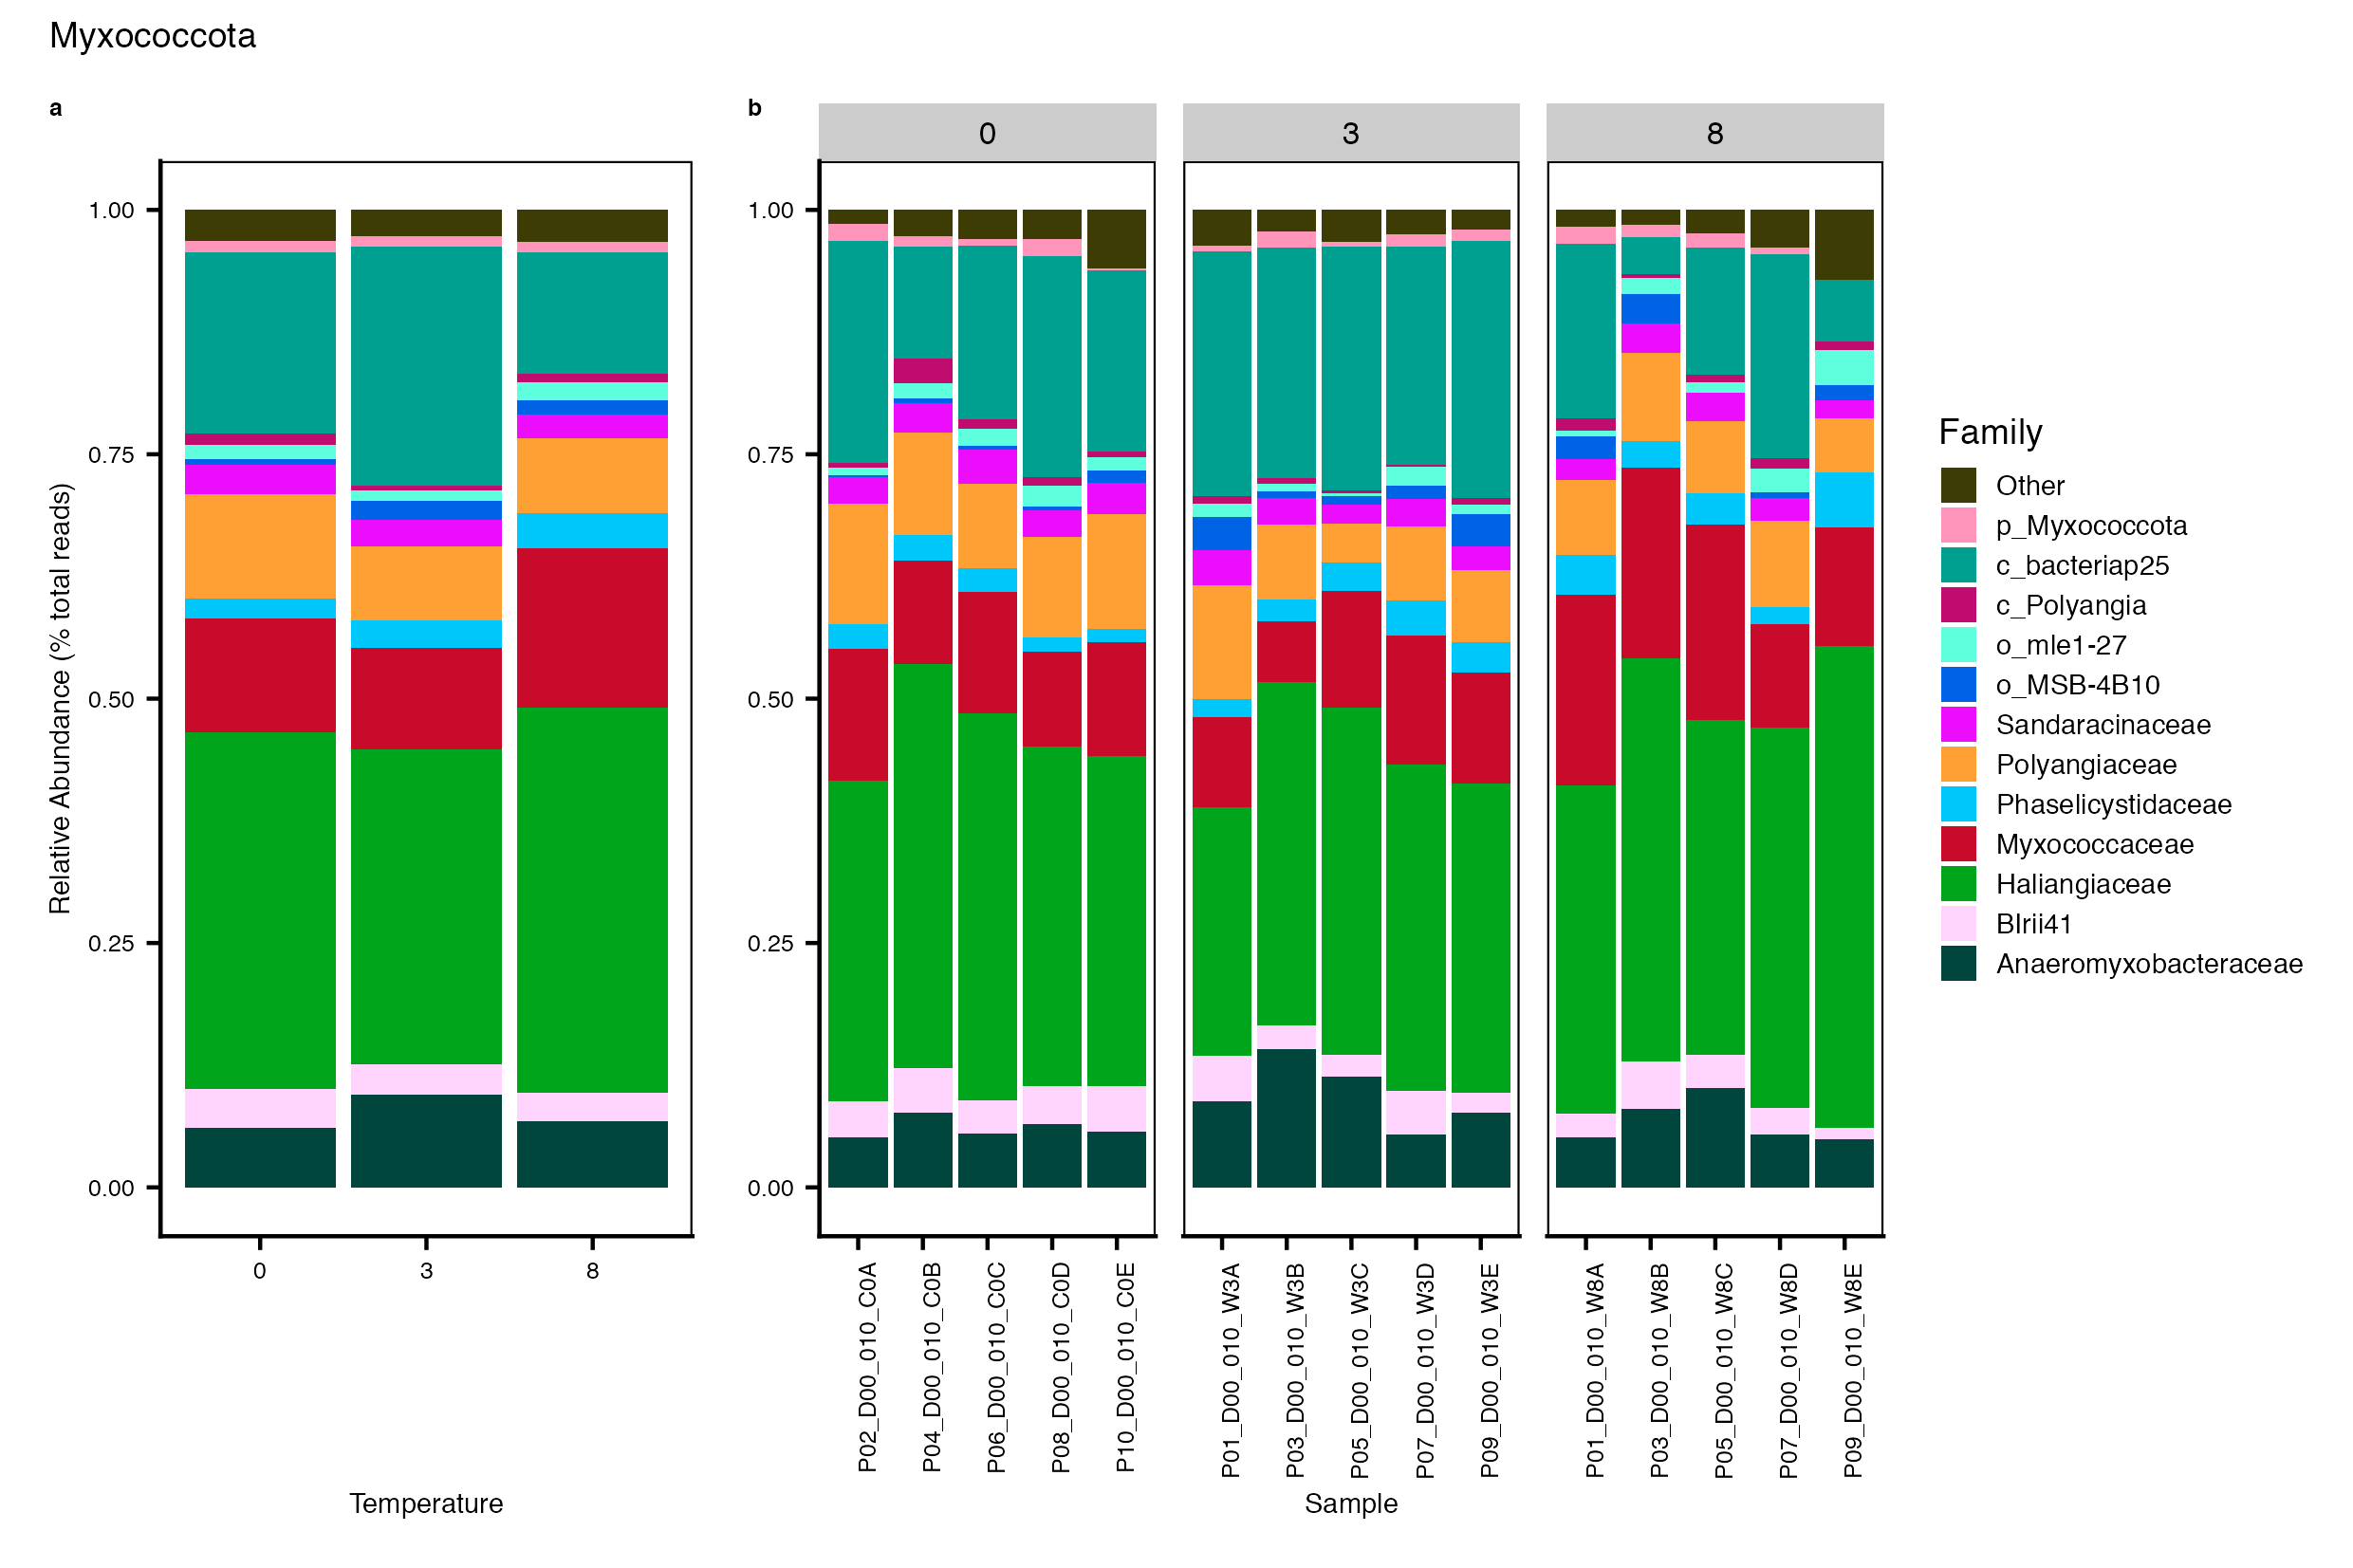 Myxococcota
a
Relative Abundance (% total reads)
1.00
0.75
0.50
0.25
0.00
0
3
8
Temperature
b
0
3
8
1.00
0.75
0.50
0.25
0.00
P02_D00_010_C0A
P04_D00_010_C0B
P06_D00_010_C0C
P08_D00_010_C0D
P10_D00_010_C0E
P01_D00_010_W3A
P03_D00_010_W3B
P05_D00_010_W3C
P07_D00_010_W3D
P09_D00_010_W3E
P01_D00_010_W8A
P03_D00_010_W8B
P05_D00_010_W8C
P07_D00_010_W8D
P09_D00_010_W8E
Sample
Family
Other
p_Myxococcota
c_bacteriap25
c_Polyangia
o_mle1-27
o_MSB-4B10
Sandaracinaceae
Polyangiaceae
Phaselicystidaceae
Myxococcaceae
Haliangiaceae
BIrii41
Anaeromyxobacteraceae